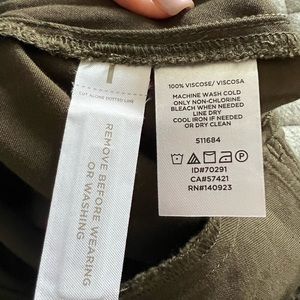 CUT ALONG DOTTED LINE
REMOVE BEFORE WEARING
OR WASHING
100% VISCOSE/ VISCOSA
MACHINE WASH COLD
ONLY NON-CHLORINE
BLEACH WHEN NEEDED
LINE DRY
COOL IRON IF NEEDED
OR DRY CLEAN
511684
ID#70291
CA#57421
RN#140923